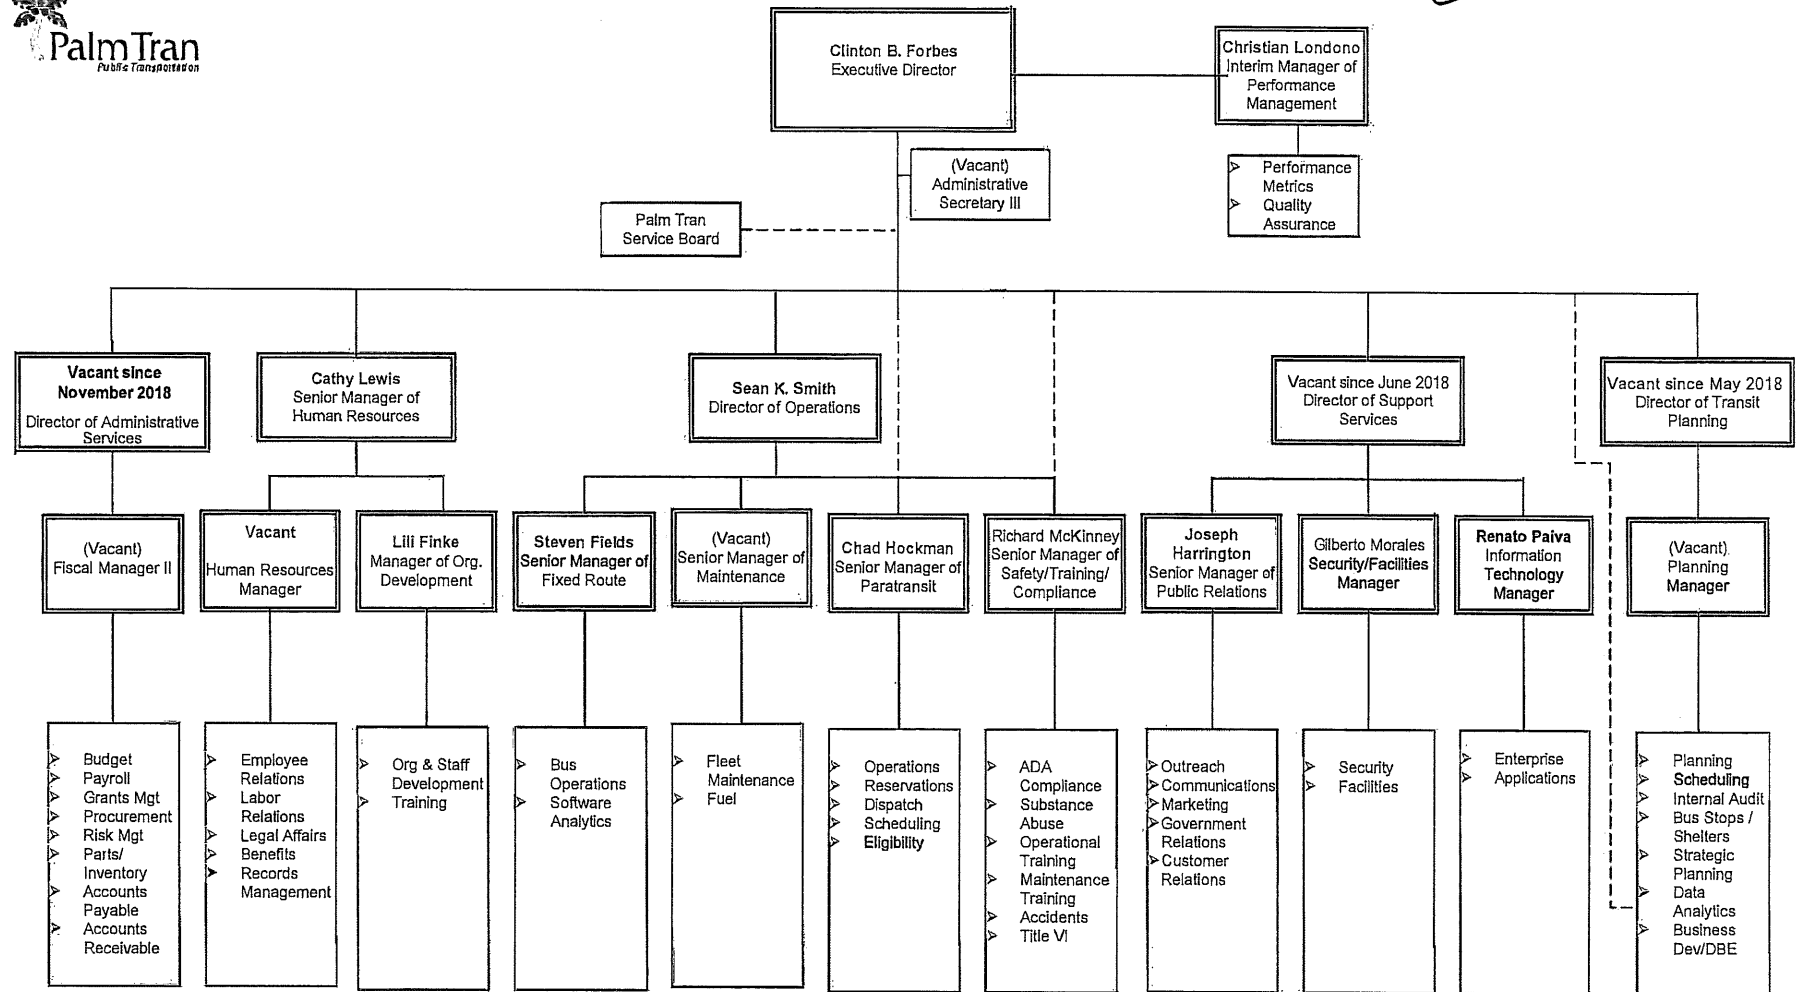 PalmTran
Public Transportation
Clinton B. Forbes
Executive Director
Christian Londono
Interim Manager of
Performance
Management
(Vacant)
Administrative
Secretary III
Performance
Metrics
Quality
Assurance
Palm Tran
Service Board
Vacant since
November 2018
Director of Administrative
Services
Cathy Lewis
Senior Manager of
Human Resources
Sean K. Smith
Director of Operations
Vacant since June 2018
Director of Support
Services
Vacant since May 2018
Director of Transit
Planning
(Vacant)
Fiscal Manager II
Vacant
Human Resources
Manager
Lili Finke
Manager of Org.
Development
Steven Fields
Senior Manager of
Fixed Route
(Vacant)
Senior Manager of
Maintenance
Chad Hockman
Senior Manager of
Paratransit
Richard McKinney
Senior Manager of
Safety/Training/
Compliance
Joseph
Harrington
Senior Manager of
Public Relations
Gilberto Morales
Security/Facilities
Manager
Renato Paiva
Information
Technology
Manager
(Vacant)
Planning
Manager
Budget
Payroll
Grants Mgt
Procurement
Risk Mgt
Parts/
Inventory
Accounts
Payable
Accounts
Receivable
Employee
Relations
Labor
Relations
Legal Affairs
Benefits
Records
Management
Org & Staff
Development
Training
Bus
Operations
Software
Analytics
Fleet
Maintenance
Fuel
Operations
Reservations
Dispatch
Scheduling
Eligibility
ADA
Compliance
Substance
Abuse
Operational
Training
Maintenance
Training
Accidents
Title VI
Outreach
Communications
Marketing
Government
Relations
Customer
Relations
Security
Facilities
Enterprise
Applications
Planning
Scheduling
Internal Audit
Bus Stops /
Shelters
Strategic
Planning
Data
Analytics
Business
Dev/DBE